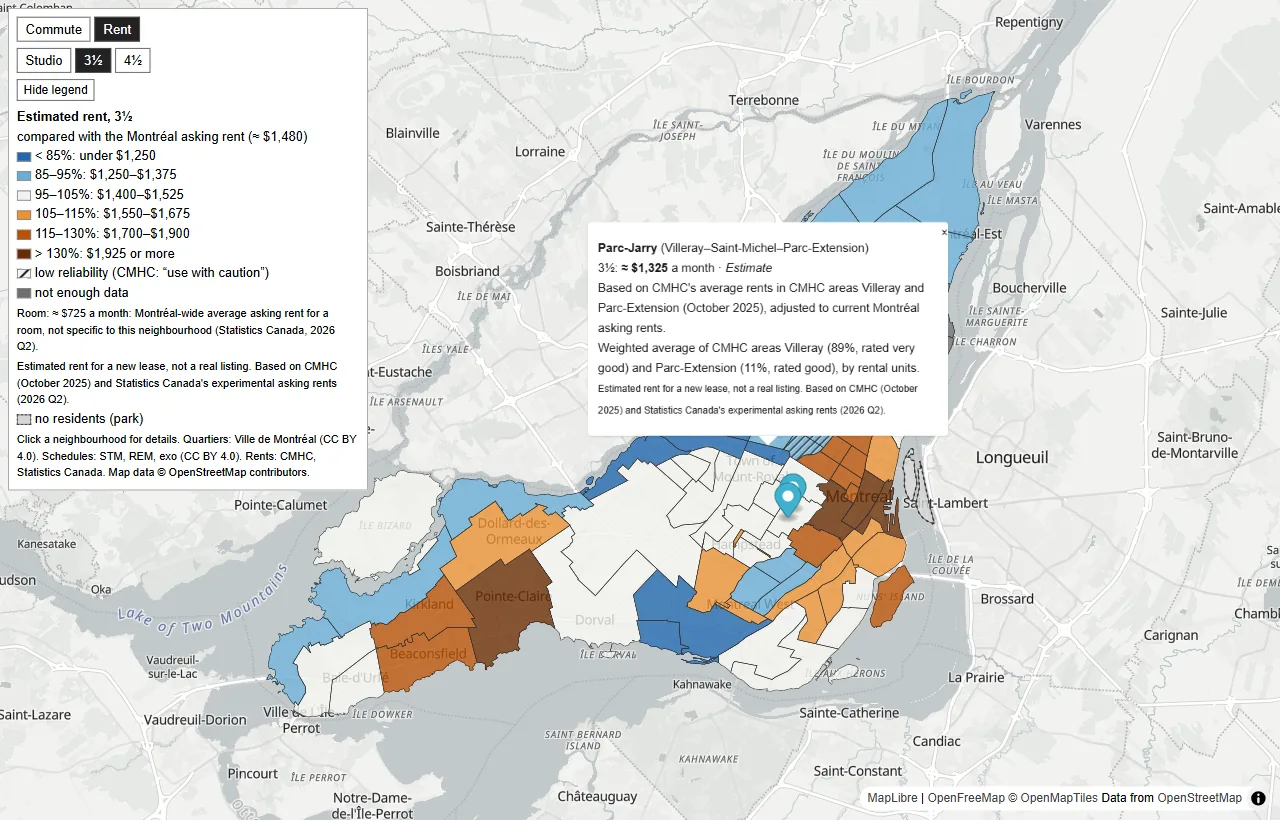 Commute Rent
Studio 3½ 4½
Hide legend
Estimated rent, 3½
compared with the Montréal asking rent (≈ $1,480)
< 85%: under $1,250
85–95%: $1,250–$1,375
95–105%: $1,400–$1,525
105–115%: $1,550–$1,675
115–130%: $1,700–$1,900
> 130%: $1,925 or more
low reliability (CMHC: “use with caution”)
not enough data
Room: ≈ $725 a month: Montréal-wide average asking rent for a
room, not specific to this neighbourhood (Statistics Canada, 2026
Q2).
Estimated rent for a new lease, not a real listing. Based on CMHC
(October 2025) and Statistics Canada's experimental asking rents
(2026 Q2).
no residents (park)
Click a neighbourhood for details. Quartiers: Ville de Montréal (CC BY
4.0). Schedules: STM, REM, exo (CC BY 4.0). Rents: CMHC,
Statistics Canada. Map data © OpenStreetMap contributors.
Parc-Jarry (Villeray–Saint-Michel–Parc-Extension)
×
3½: ≈ $1,325 a month · Estimate
Based on CMHC's average rents in CMHC areas Villeray and
Parc-Extension (October 2025), adjusted to current Montréal
asking rents.
Weighted average of CMHC areas Villeray (89%, rated very
good) and Parc-Extension (11%, rated good), by rental units.
Estimated rent for a new lease, not a real listing. Based on CMHC (October
2025) and Statistics Canada's experimental asking rents (2026 Q2).
Repentigny
ÎLE BOURDON
Terrebonne
Varennes
ÎLE SAINT-
JOSEPH
Blainville
Lorraine
ÎLE DU MOULIN
DE SAINT
FRANÇOIS
ÎLE AU VEAU
ÎLE MASTA
Saint-Amable
Sainte-Thérèse
Boisbriand
ÎLE DE MAI
Boucherville
ÎLE SAINTE-
MARGUERITE
Sainte-Julie
ÎLE CHARRON
ÎLES YALE
ÎLE ARSENAULT
Saint-Bruno-
de-Montarville
Longueuil
Town of
Montréal
Saint-Lambert
Pointe-Calumet
ÎLE BIZARD
Dollard-des-
Ormeaux
Hampstead
Kanesatake
Oka
ÎLE DE LA
COUVÉE
Lake of Two Mountains
Kirkland
Pointe-Claire
Montreal West
NUNS' ISLAND
Brossard
Dorval
Carignan
Beaconsfield
ÎLE DORVAL
Vaudreuil-
sur-le-Lac
Baie-d'Urfé
Kahnawake
La Prairie
Saint-Lazare
Vaudreuil-Dorion
Perrot
ÎLE DOWKER
Sainte-Catherine
SAINT BERNARD
ISLAND
Candiac
KAHNAWAKE
Pincourt
ÎLE PERROT
Saint-Constant
Notre-Dame-
de-l'Île-Perrot
Châteauguay
MapLibre | OpenFreeMap © OpenMapTiles Data from OpenStreetMap